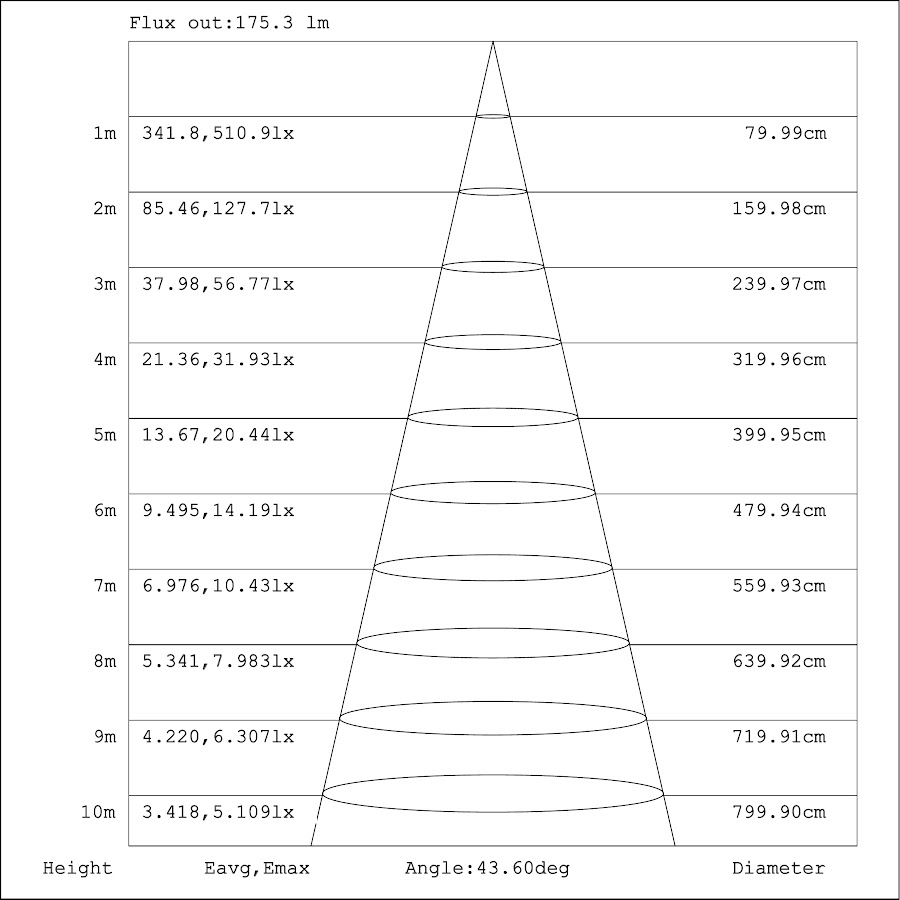 Flux out:175.3 lm
1m 341.8,510.9lx 79.99cm
2m 85.46,127.7lx 159.98cm
3m 37.98,56.77lx 239.97cm
4m 21.36,31.93lx 319.96cm
5m 13.67,20.44lx 399.95cm
6m 9.495,14.19lx 479.94cm
7m 6.976,10.43lx 559.93cm
8m 5.341,7.983lx 639.92cm
9m 4.220,6.307lx 719.91cm
10m 3.418,5.109lx 799.90cm
Height Eavg,Emax Angle:43.60deg Diameter